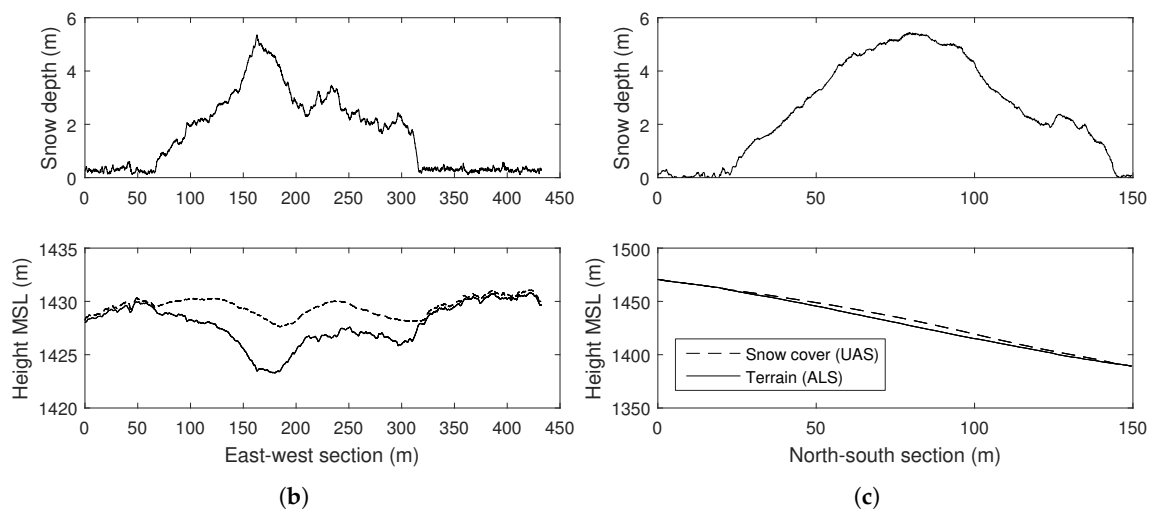 6
4
2
0
Snow depth (m)
0 50 100 150 200 250 300 350 400 450
1435
1430
1425
1420
Height MSL (m)
0 50 100 150 200 250 300 350 400 450
East-west section (m)
(b)
6
4
2
0
Snow depth (m)
0 50 100 150
1500
1450
1400
1350
Height MSL (m)
Snow cover (UAS)
Terrain (ALS)
0 50 100 150
North-south section (m)
(c)